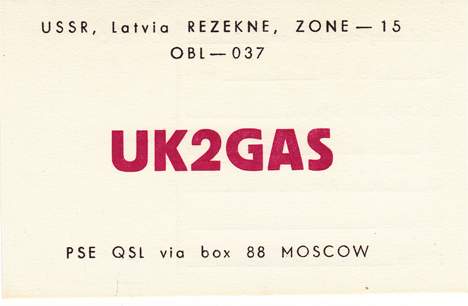 USSR, Latvia REZEKNE, ZONE — 15
OBL — 037
UK2GAS
PSE QSL via box 88 MOSCOW